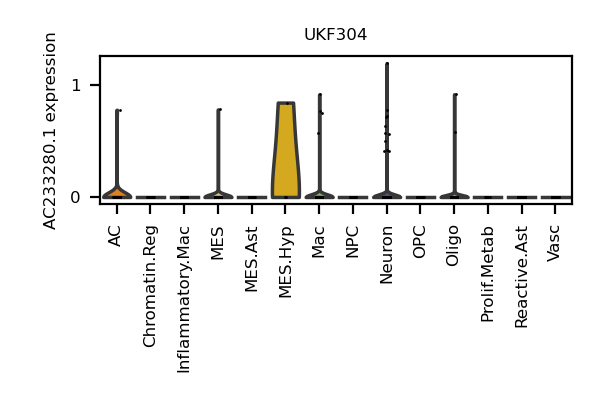 UKF304
AC233280.1 expression
1
0
AC
Chromatin.Reg
Inflammatory.Mac
MES
MES.Ast
MES.Hyp
Mac
NPC
Neuron
OPC
Oligo
Prolif.Metab
Reactive.Ast
Vasc